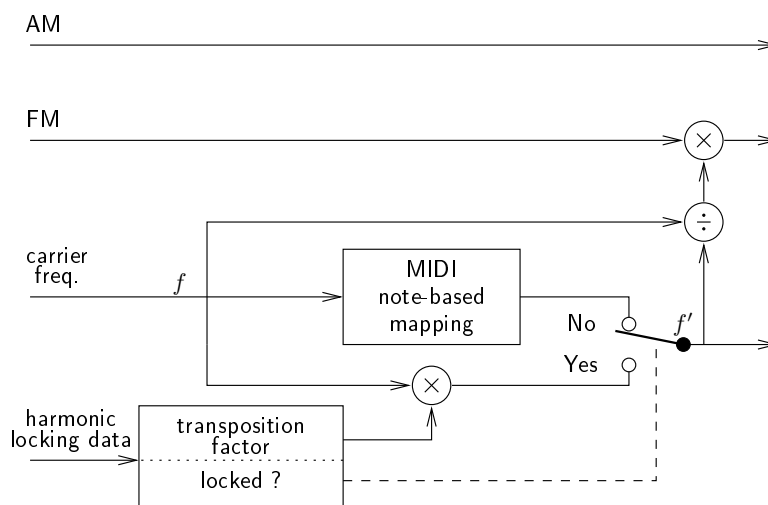 AM
FM
×
÷
carrier
freq.
f
MIDI
note-based
mapping
No
f′
Yes
×
harmonic
locking data
transposition
factor
locked ?